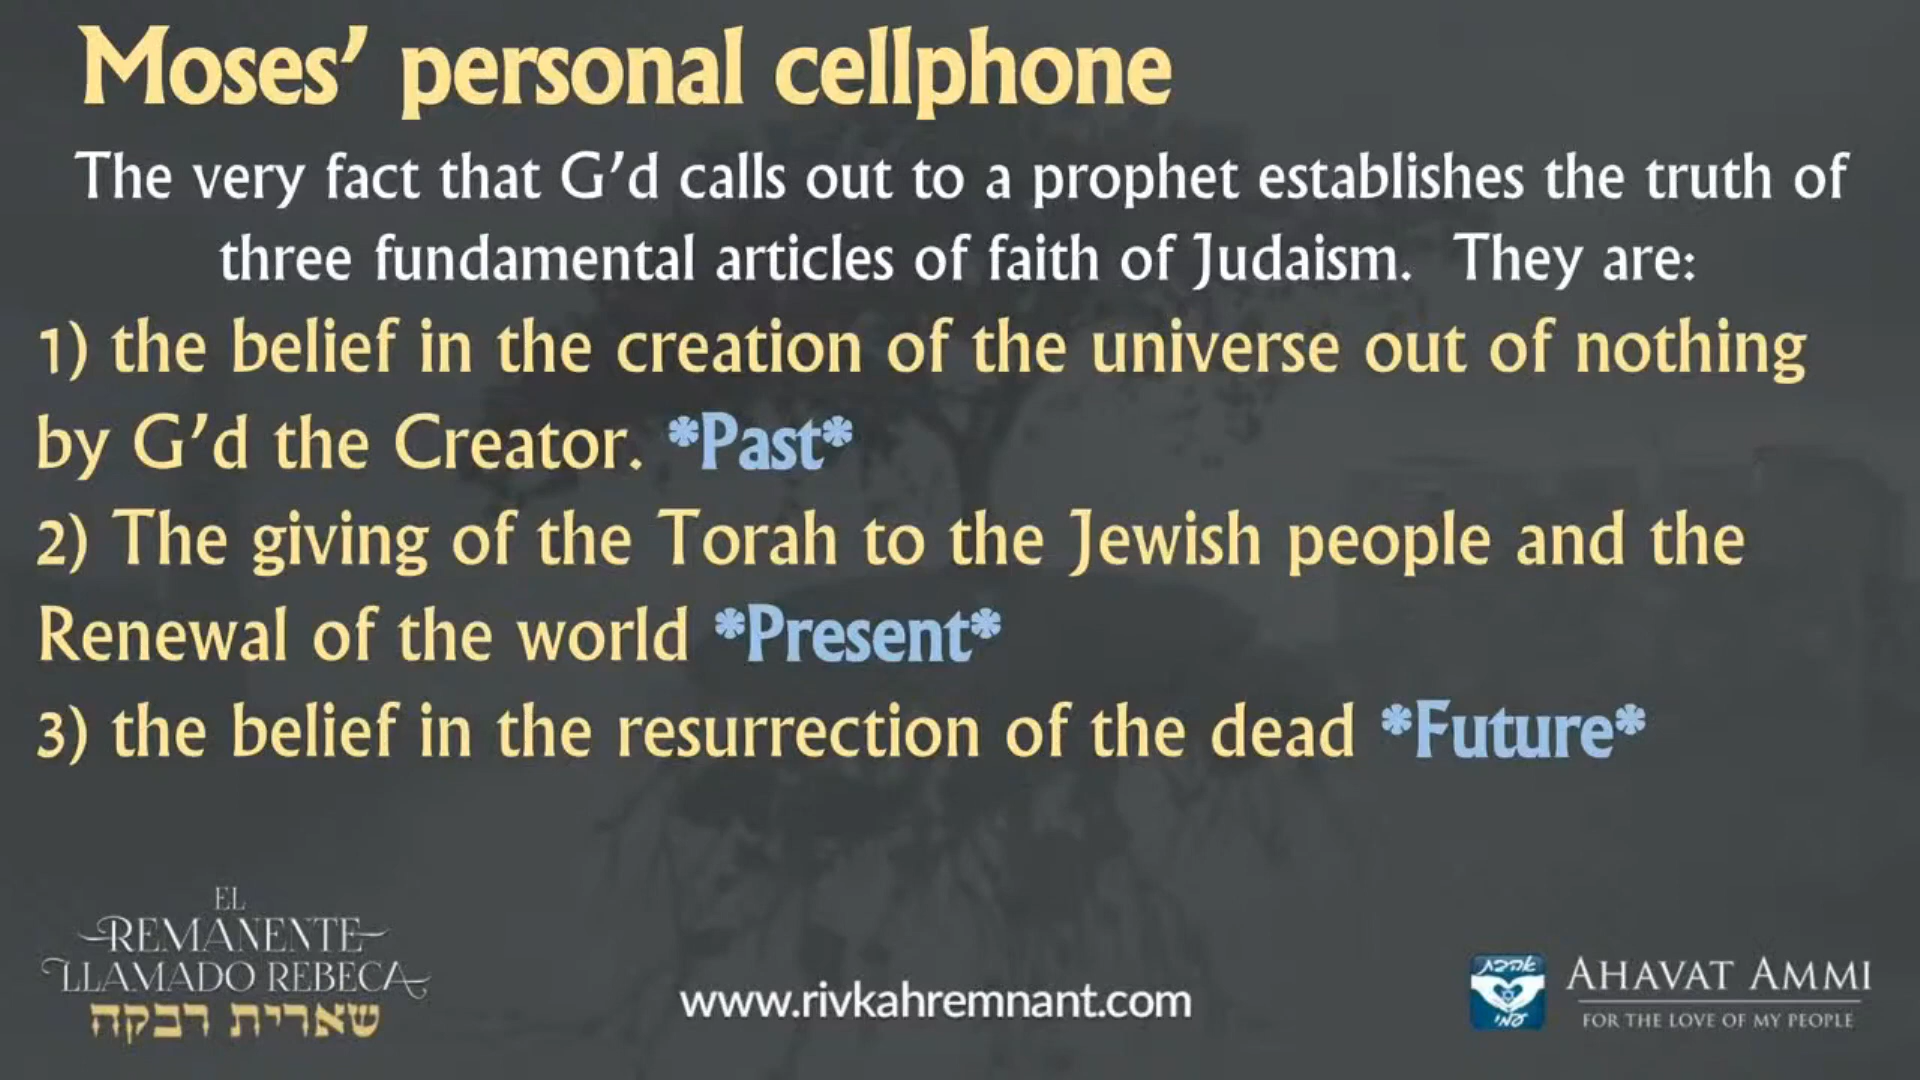 Moses’ personal cellphone
The very fact that G’d calls out to a prophet establishes the truth of
three fundamental articles of faith of Judaism.  They are:
1) the belief in the creation of the universe out of nothing
by G’d the Creator. *Past*
2) The giving of the Torah to the Jewish people and the
Renewal of the world *Present*
3) the belief in the resurrection of the dead *Future*
EL
REMANENTE
LLAMADO REBECA
שארית רבקה
www.rivkahremnant.com
אהבת
עמי
AHAVAT AMMI
FOR THE LOVE OF MY PEOPLE